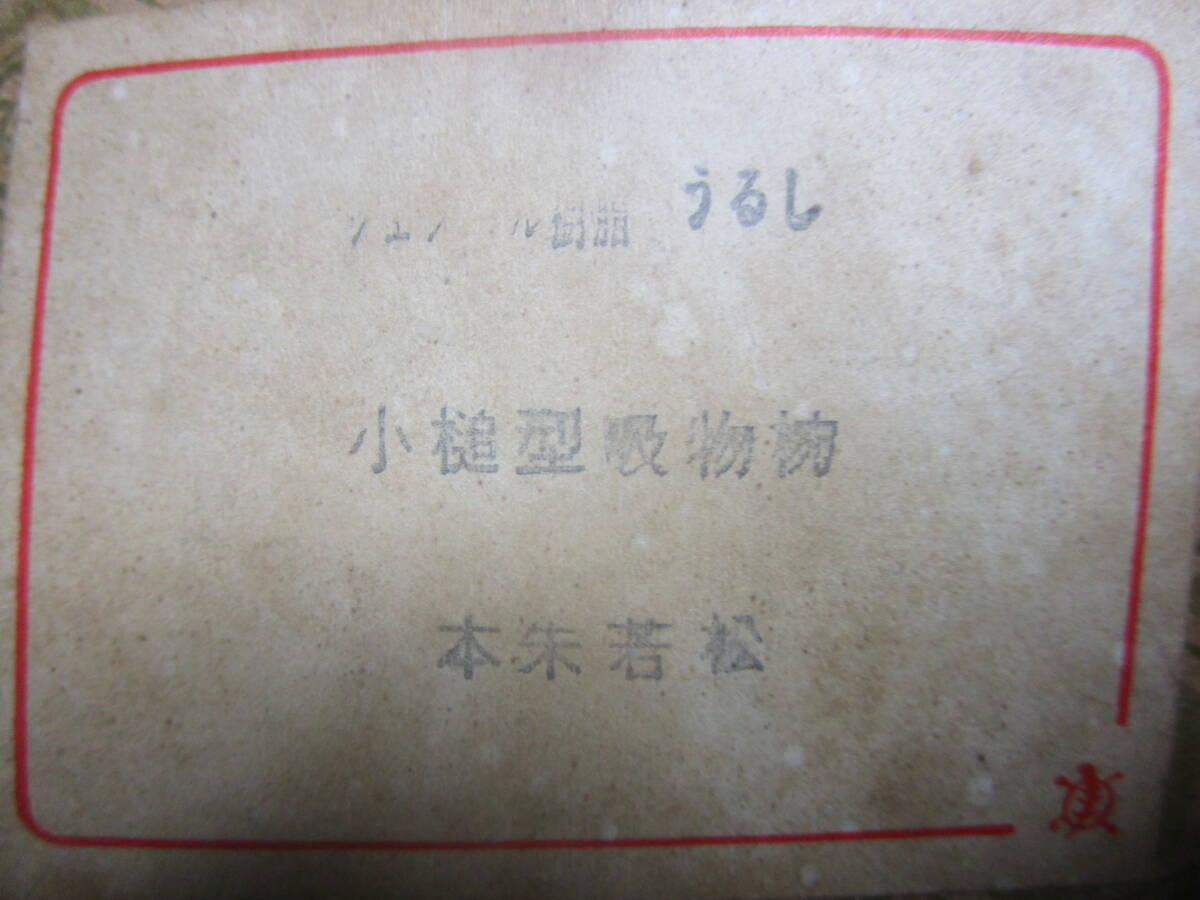 樹脂 うるし
小槌型吸物椀
本朱若松